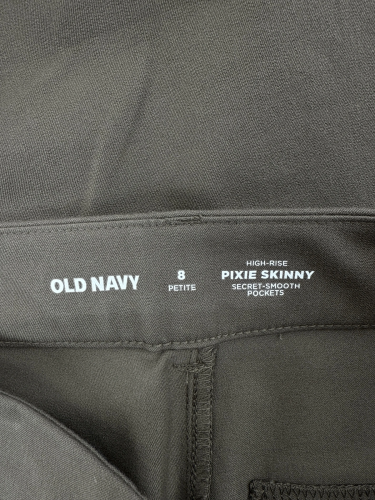 OLD NAVY
8
PETITE
HIGH-RISE
PIXIE SKINNY
SECRET-SMOOTH
POCKETS